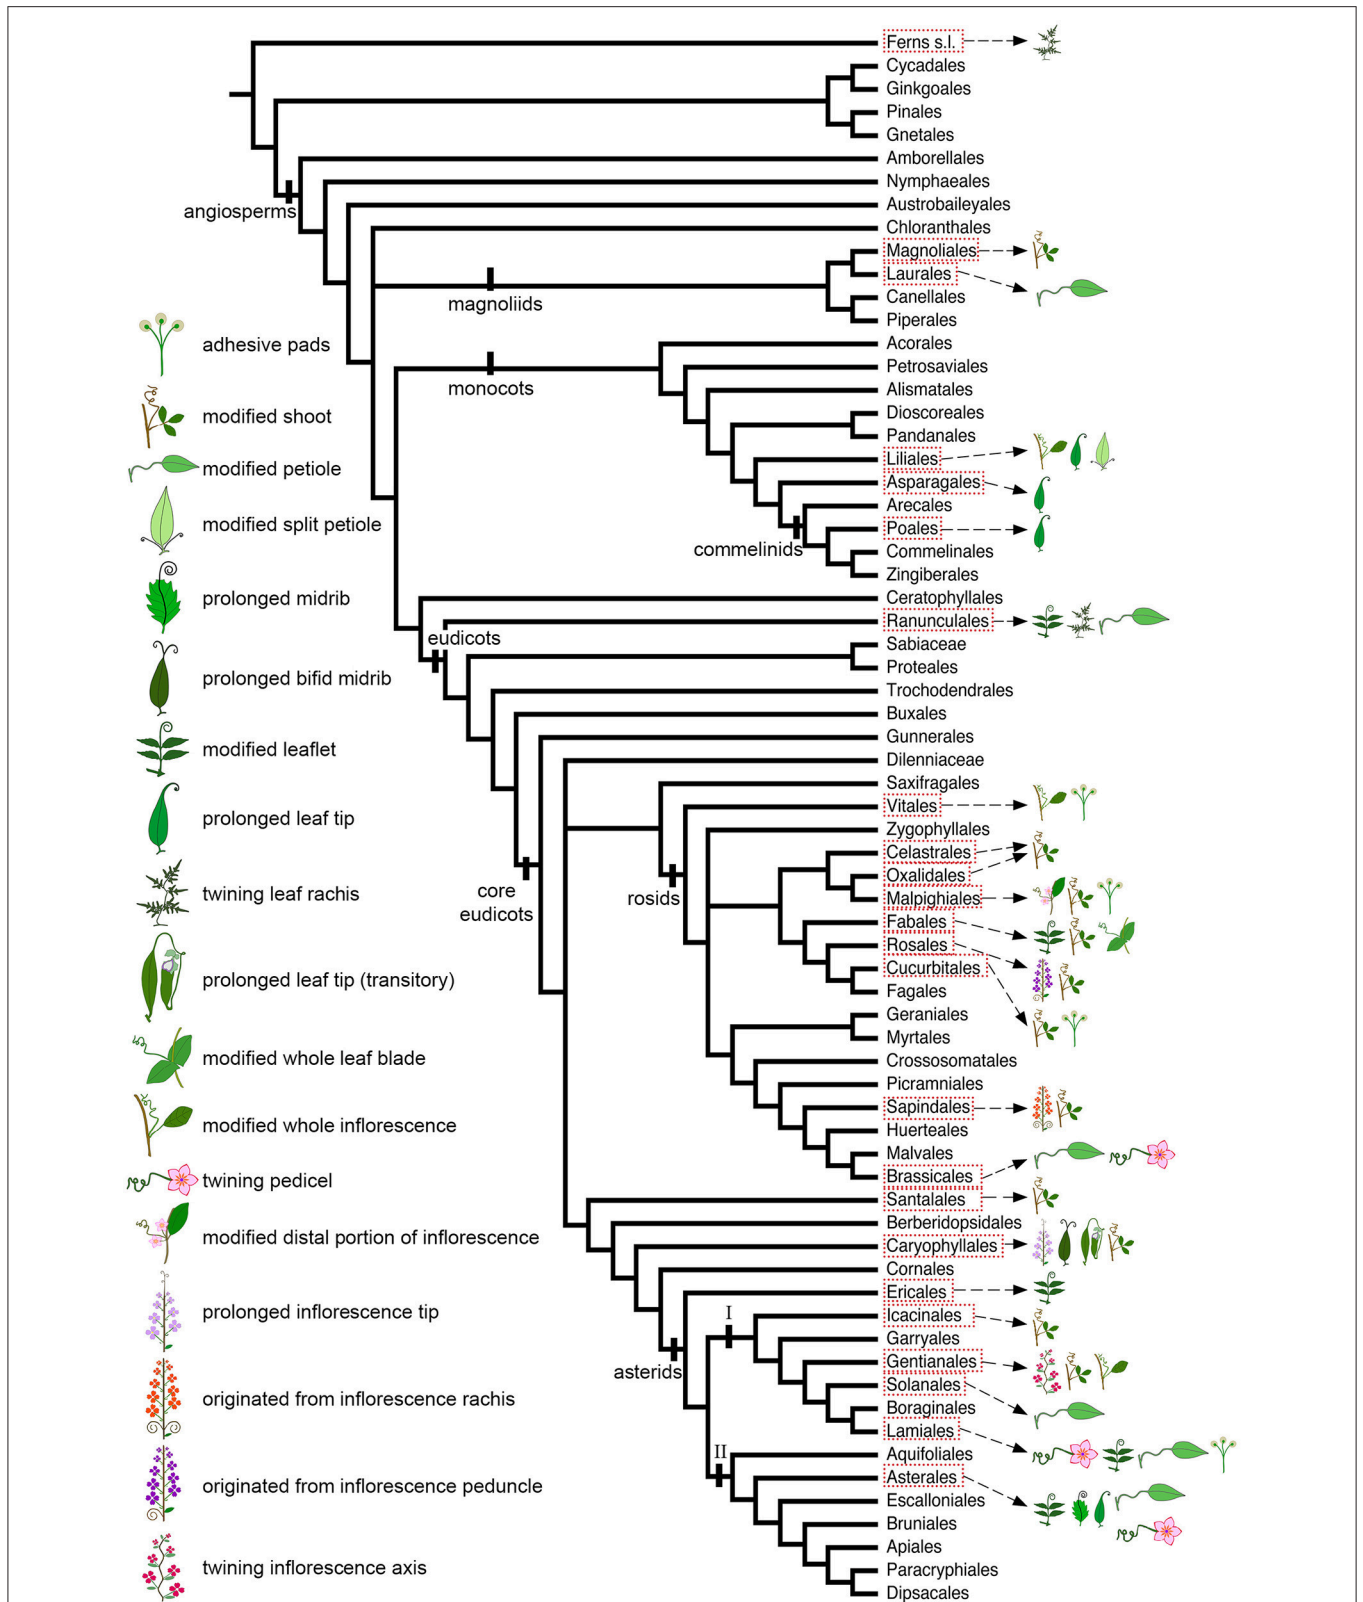 Ferns s.l.
Cycadales
Ginkgoales
Pinales
Gnetales
Amborellales
Nymphaeales
angiosperms
Austrobaileyales
Chloranthales
Magnoliales
Laurales
magnoliids
Canellales
Piperales
Acorales
Petrosaviales
monocots
Alismatales
Dioscoreales
Pandanales
Liliales
Asparagales
Arecales
Poales
commelinids
Commelinales
Zingiberales
Ceratophyllales
Ranunculales
eudicots
Sabiaceae
Proteales
Trochodendrales
Buxales
Gunnerales
Dilenniaceae
Saxifragales
Vitales
Zygophyllales
Celastrales
Oxalidales
core
eudicots
rosids
Malpighiales
Fabales
Rosales
Cucurbitales
Fagales
Geraniales
Myrtales
Crossosomatales
Picramniales
Sapindales
Huerteales
Malvales
Brassicales
Santalales
Berberidopsidales
Caryophyllales
Cornales
Ericales
I
Icacinales
Garryales
asterids
Gentianales
Solanales
Boraginales
Lamiales
II
Aquifoliales
Asterales
Escalloniales
Bruniales
Apiales
Paracryphiales
Dipsacales
adhesive pads
modified shoot
modified petiole
modified split petiole
prolonged midrib
prolonged bifid midrib
modified leaflet
prolonged leaf tip
twining leaf rachis
prolonged leaf tip (transitory)
modified whole leaf blade
modified whole inflorescence
twining pedicel
modified distal portion of inflorescence
prolonged inflorescence tip
originated from inflorescence rachis
originated from inflorescence peduncle
twining inflorescence axis